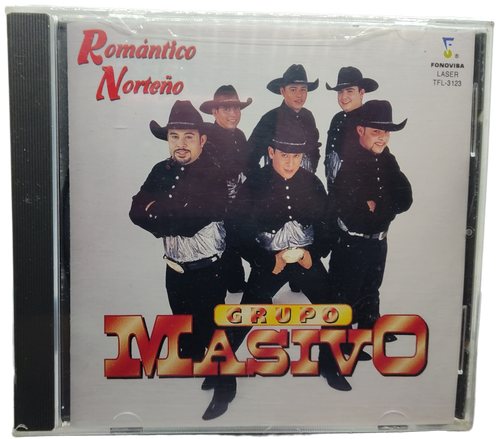 Romántico
Norteño
FONOVISA
LASER
TFL-3123
GRUPO
MASIVO